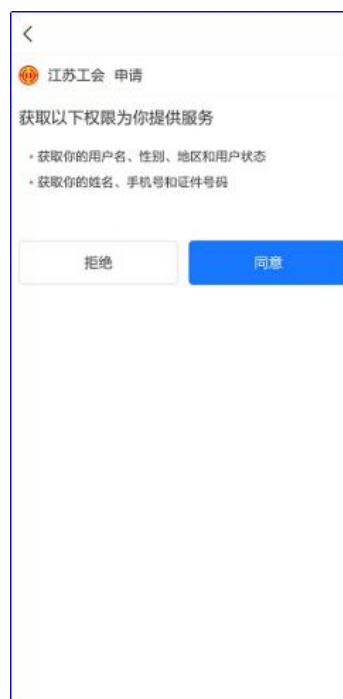 江苏工会 申请
获取以下权限为你提供服务
• 获取你的用户名、性别、地区和用户状态
• 获取你的姓名、手机号和证件号码
拒绝
同意